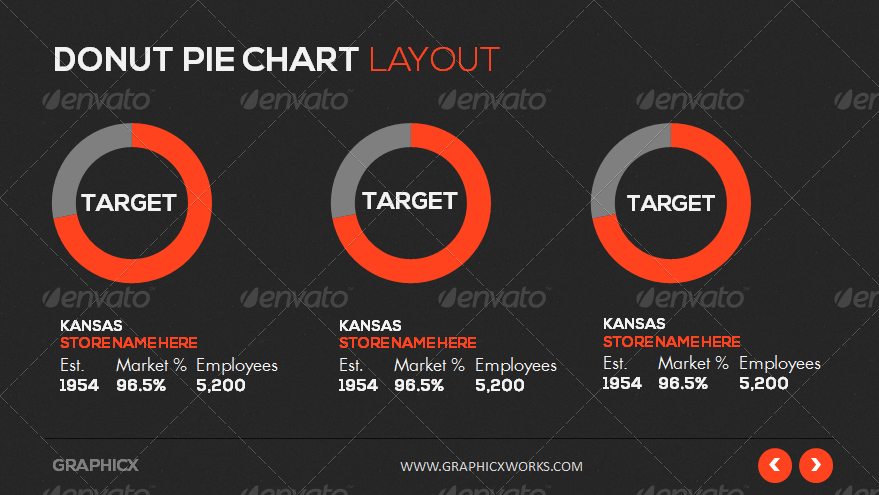 DONUT PIE CHART LAYOUT
envato envato envato envato enva
TARGET TARGET TARGET
envato envato envato envato enva
KANSAS KANSAS KANSAS
STORE NAME HERE STORE NAME HERE STORE NAME HERE
Est. Market % Employees Est. Market % Employees Est. Market % Employees
1954 96.5% 5,200 1954 96.5% 5,200 1954 96.5% 5,200
GRAPHICX WWW.GRAPHICXWORKS.COM